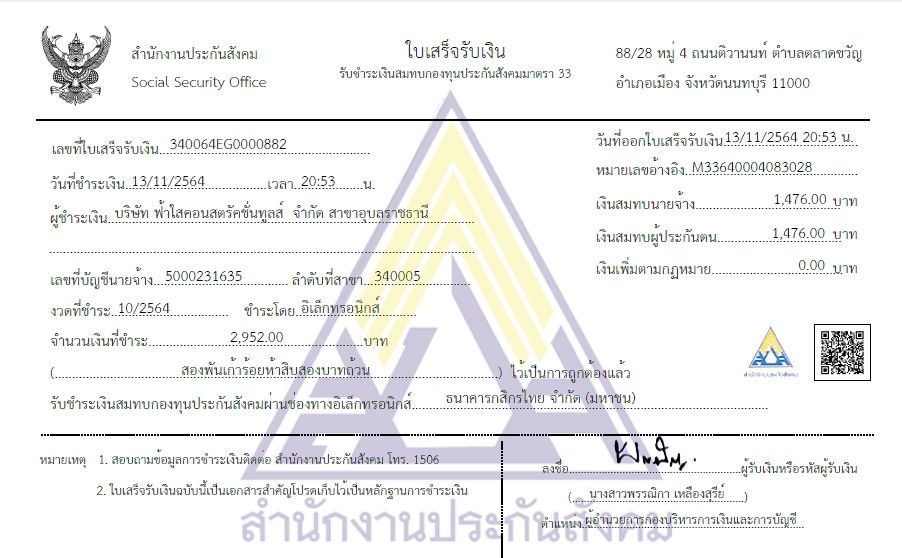 สำนักงานประกันสังคม
Social Security Office
ใบเสร็จรับเงิน
รับชำระเงินสมทบกองทุนประกันสังคมมาตรา 33
88/28 หมู่ 4 ถนนติวานนท์ ตำบลตลาดขวัญ
อำเภอเมือง จังหวัดนนทบุรี 11000
เลขที่ใบเสร็จรับเงิน 340064EG0000882
วันที่ออกใบเสร็จรับเงิน 13/11/2564 20:53 น.
วันที่ชำระเงิน 13/11/2564 เวลา 20:53 น.
หมายเลขอ้างอิง M33640004083028
ผู้ชำระเงิน บริษัท ฟ้าใสคอนสตรัคชั่นทูลส์ จำกัด สาขาอุบลราชธานี
เงินสมทบนายจ้าง 1,476.00 บาท
เงินสมทบผู้ประกันตน 1,476.00 บาท
เลขที่บัญชีนายจ้าง 5000231635 ลำดับที่สาขา 340005
เงินเพิ่มตามกฎหมาย 0.00 บาท
งวดที่ชำระ 10/2564 ชำระโดย อิเล็กทรอนิกส์
จำนวนเงินที่ชำระ 2,952.00 บาท
( สองพันเก้าร้อยห้าสิบสองบาทถ้วน ) ไว้เป็นการถูกต้องแล้ว
สำนักงานประกันสังคม
รับชำระเงินสมทบกองทุนประกันสังคมผ่านช่องทางอิเล็กทรอนิกส์ ธนาคารกสิกรไทย จำกัด (มหาชน)
หมายเหตุ 1. สอบถามข้อมูลการชำระเงินติดต่อ สำนักงานประกันสังคม โทร. 1506
2. ใบเสร็จรับเงินฉบับนี้เป็นเอกสารสำคัญโปรดเก็บไว้เป็นหลักฐานการชำระเงิน
ลงชื่อ ผู้รับเงินหรือรหัสผู้รับเงิน
( นางสาวพรรณิกา เหลืองสุรีย์ )
ตำแหน่ง ผู้อำนวยการกองบริหารการเงินและการบัญชี
สำนักงานประกันสังคม